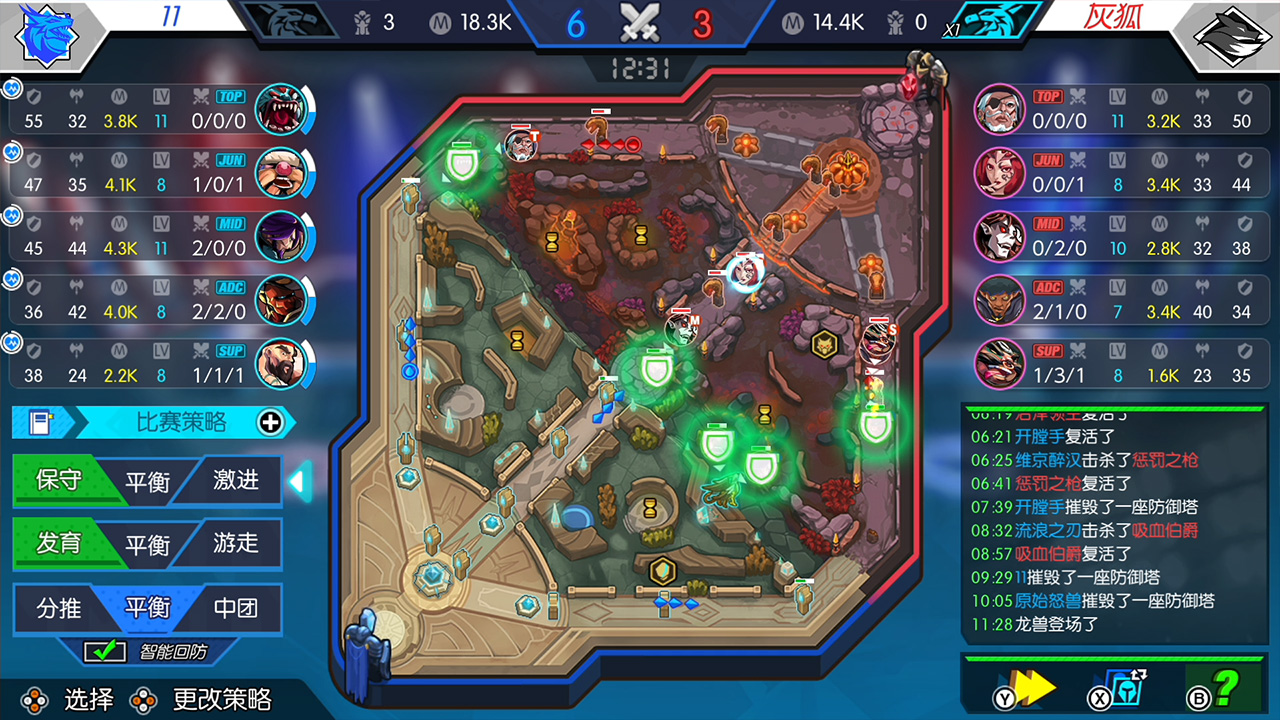 11
3
M 18.3K
6
3
M 14.4K
0
X1
灰狐
12:31
M LV TOP
55 32 3.8K 11 0/0/0
M LV JUN
47 35 4.1K 8 1/0/1
M LV MID
45 44 4.3K 11 2/0/0
M LV ADC
36 42 4.0K 8 2/2/0
M LV SUP
38 24 2.2K 8 1/1/1
TOP LV M
0/0/0 11 3.2K 33 50
JUN LV M
0/0/1 8 3.4K 33 44
MID LV M
0/2/0 10 2.8K 32 38
ADC LV M
2/1/0 7 3.4K 40 34
SUP LV M
1/3/1 8 1.6K 23 35
T
M
S
比赛策略
保守 平衡 激进
发育 平衡 游走
分推 平衡 中团
智能回防
选择 更改策略
06:21 开膛手复活了
06:25 维京醉汉击杀了惩罚之枪
06:41 惩罚之枪复活了
07:39 开膛手摧毁了一座防御塔
08:32 流浪之刃击杀了吸血伯爵
08:57 吸血伯爵复活了
09:29 11摧毁了一座防御塔
10:05 原始怒兽摧毁了一座防御塔
11:28 龙兽登场了
Y X B ?